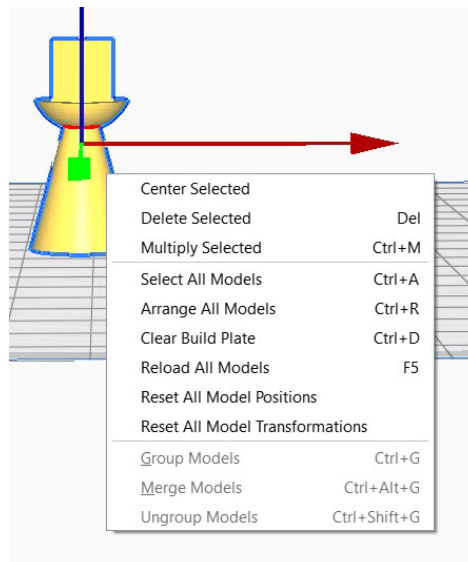 Center Selected
Delete Selected Del
Multiply Selected Ctrl+M
Select All Models Ctrl+A
Arrange All Models Ctrl+R
Clear Build Plate Ctrl+D
Reload All Models F5
Reset All Model Positions
Reset All Model Transformations
Group Models Ctrl+G
Merge Models Ctrl+Alt+G
Ungroup Models Ctrl+Shift+G